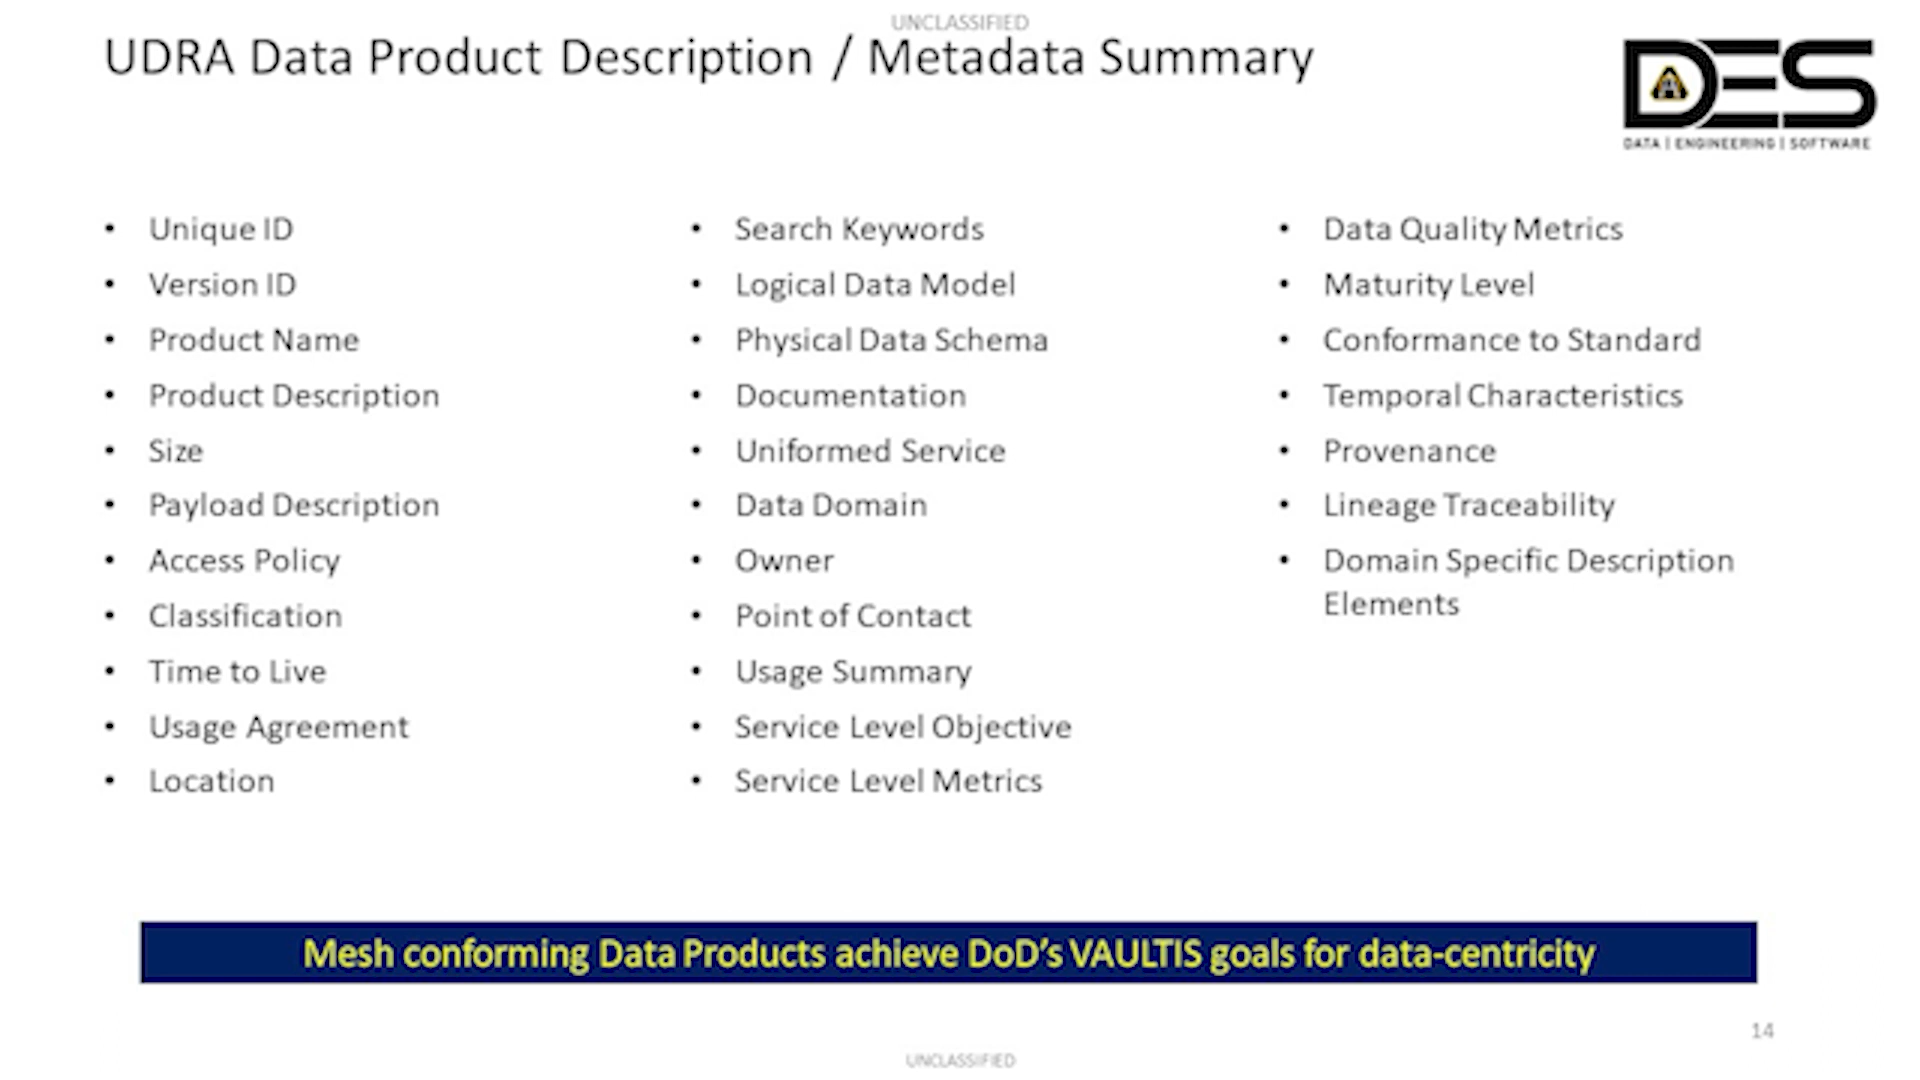 UNCLASSIFIED
UDRA Data Product Description / Metadata Summary
DES
DATA | ENGINEERING | SOFTWARE
• Unique ID
• Version ID
• Product Name
• Product Description
• Size
• Payload Description
• Access Policy
• Classification
• Time to Live
• Usage Agreement
• Location
• Search Keywords
• Logical Data Model
• Physical Data Schema
• Documentation
• Uniformed Service
• Data Domain
• Owner
• Point of Contact
• Usage Summary
• Service Level Objective
• Service Level Metrics
• Data Quality Metrics
• Maturity Level
• Conformance to Standard
• Temporal Characteristics
• Provenance
• Lineage Traceability
• Domain Specific Description
Elements
Mesh conforming Data Products achieve DoD’s VAULTIS goals for data-centricity
14
UNCLASSIFIED